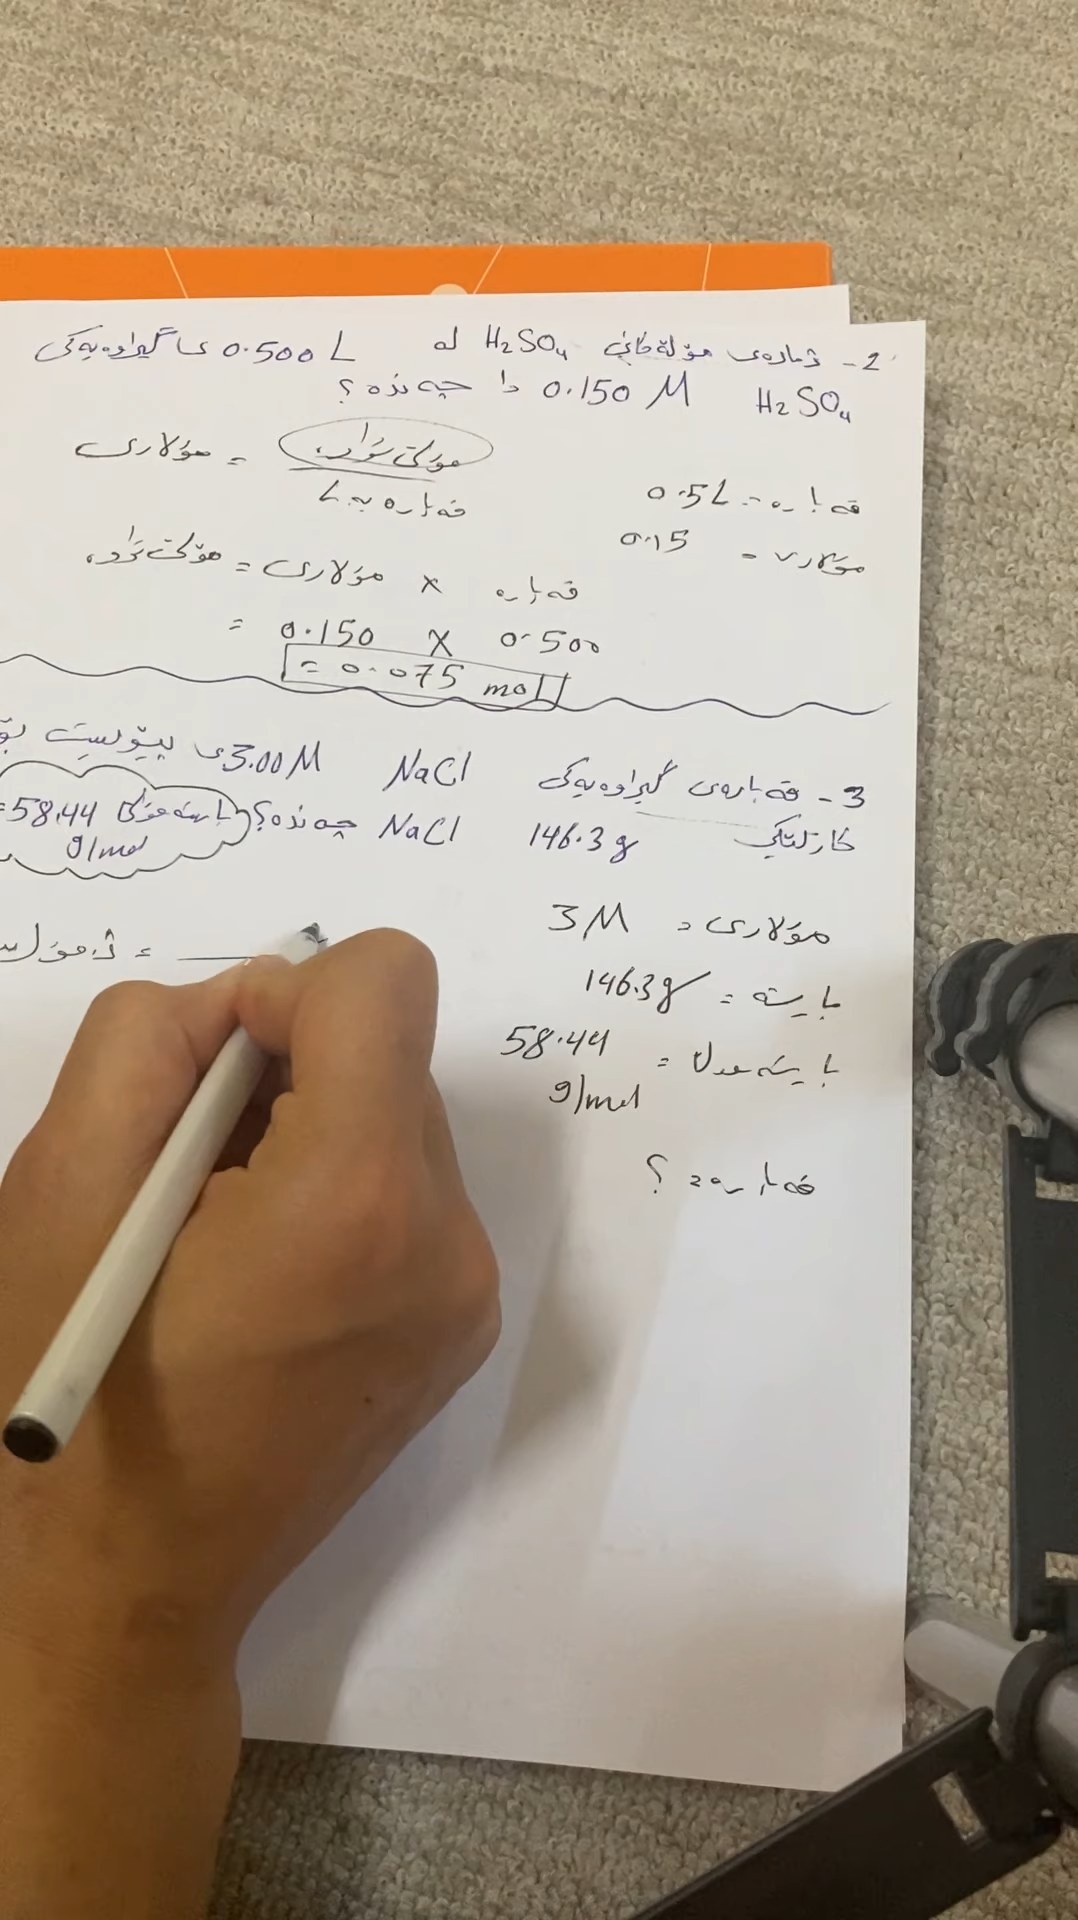 2- ژمارەی مۆلەکانی H₂SO₄ لە 0.500 L ی گیراوەیەکی
H₂SO₄ 0.150 M دا چەندە؟
مۆلاری = مۆلی تواوە
قەبارە بە L
قەبارە = 0.5L
مۆلاری = 0.15
مۆلی تواوە = مۆلاری × قەبارە
= 0.150 × 0.500
= 0.075 mol
3- قەبارەی گیراوەیەکی NaCl 3.00M ی پێویست بۆ
کارلێکی 146.3 g NaCl چەندە؟ بارستە مۆلی 58.44 =
g/mol
مۆلاری = 3M
ژ.مۆل =
بارستە = 146.3g
58.44 =
g/mol
قەبارە = ؟